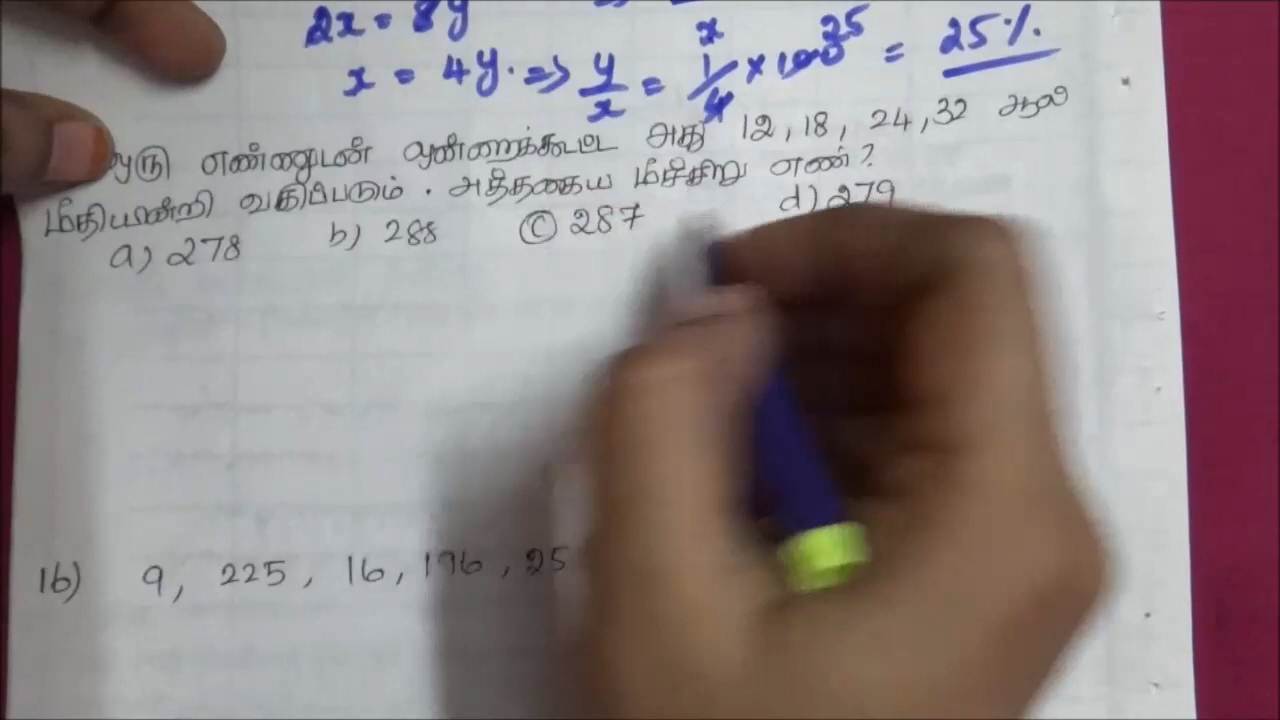 2x = 8y
x = 4y. => y/x = 1/4 x 100 25 = 25%.
ஒரு எண்ணுடன் ஒன்றைக்கூட்ட அது 12, 18, 24, 32 ஆல்
மீதியின்றி வகுபடும். அத்தகைய மீச்சிறு எண்?
a) 278 b) 288 c) 287 d) 279
16) 9, 225, 16, 196, 25